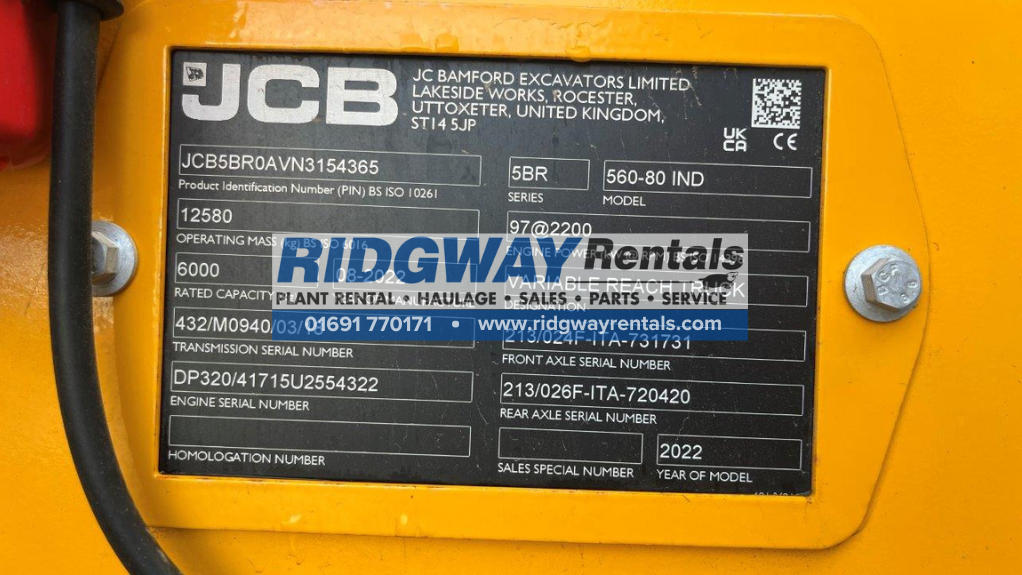 JCB
JC BAMFORD EXCAVATORS LIMITED
LAKESIDE WORKS, ROCESTER,
UTTOXETER, UNITED KINGDOM,
ST14 5JP
UK
CA CE
JCB5BR0AVN3154365
Product Identification Number (PIN) BS ISO 10261
5BR
SERIES
560-80 IND
MODEL
12580
OPERATING MASS (kg) BS ISO 6016
97@2200
ENGINE POWER
6000
RATED CAPACITY
08-2022
VARIABLE REACH TRUCK
DESIGNATION
RIDGWAY Rentals
PLANT RENTAL • HAULAGE • SALES • PARTS • SERVICE
01691 770171 • www.ridgwayrentals.com
432/M0940/03/
TRANSMISSION SERIAL NUMBER
213/024F-ITA-731731
FRONT AXLE SERIAL NUMBER
DP320/41715U2554322
ENGINE SERIAL NUMBER
213/026F-ITA-720420
REAR AXLE SERIAL NUMBER
HOMOLOGATION NUMBER
SALES SPECIAL NUMBER
2022
YEAR OF MODEL